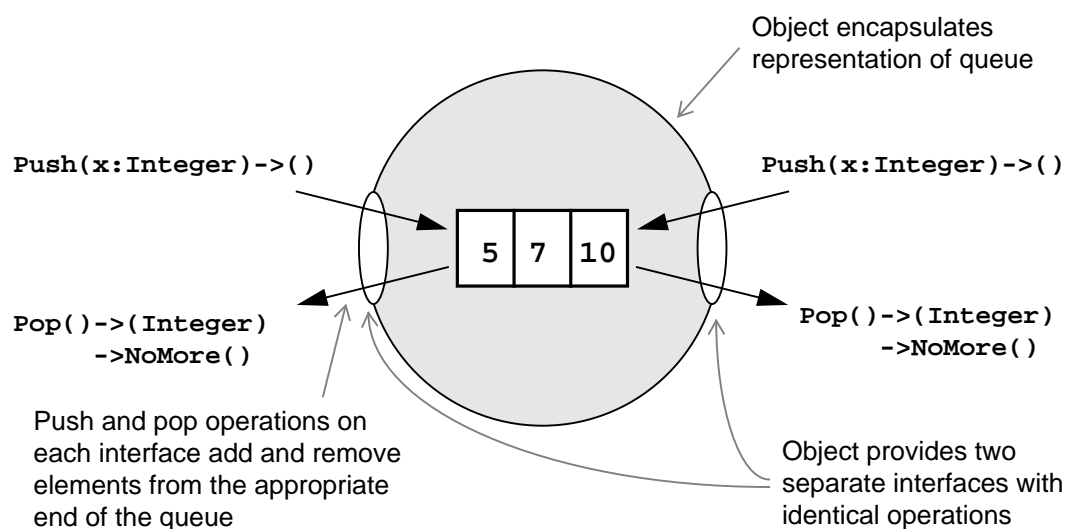 Object encapsulates
representation of queue
Push(x:Integer)->()
Push(x:Integer)->()
5 7 10
Pop()->(Integer)
->NoMore()
Pop()->(Integer)
->NoMore()
Push and pop operations on
each interface add and remove
elements from the appropriate
end of the queue
Object provides two
separate interfaces with
identical operations